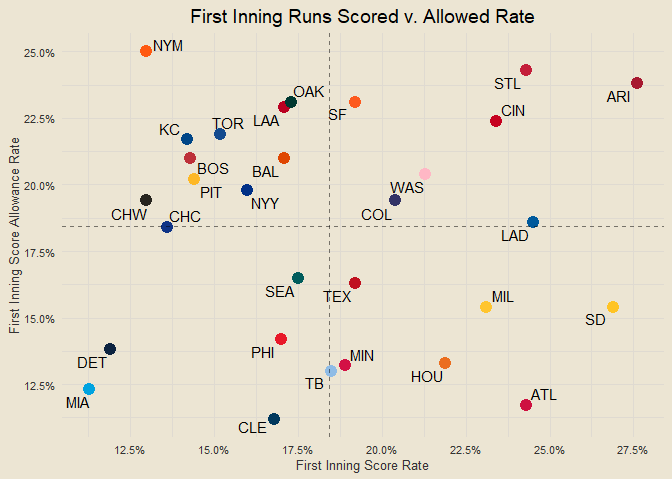 First Inning Runs Scored v. Allowed Rate
25.0%
NYM
STL
ARI
OAK
SF
LAA
CIN
22.5%
KC
TOR
BOS
BAL
PIT
NYY
WAS
20.0%
CHW
CHC
COL
LAD
17.5%
SEA
TEX
MIL
SD
15.0%
PHI
MIN
DET
TB
HOU
12.5%
MIA
ATL
CLE
First Inning Score Allowance Rate
12.5%
15.0%
17.5%
20.0%
22.5%
25.0%
27.5%
First Inning Score Rate